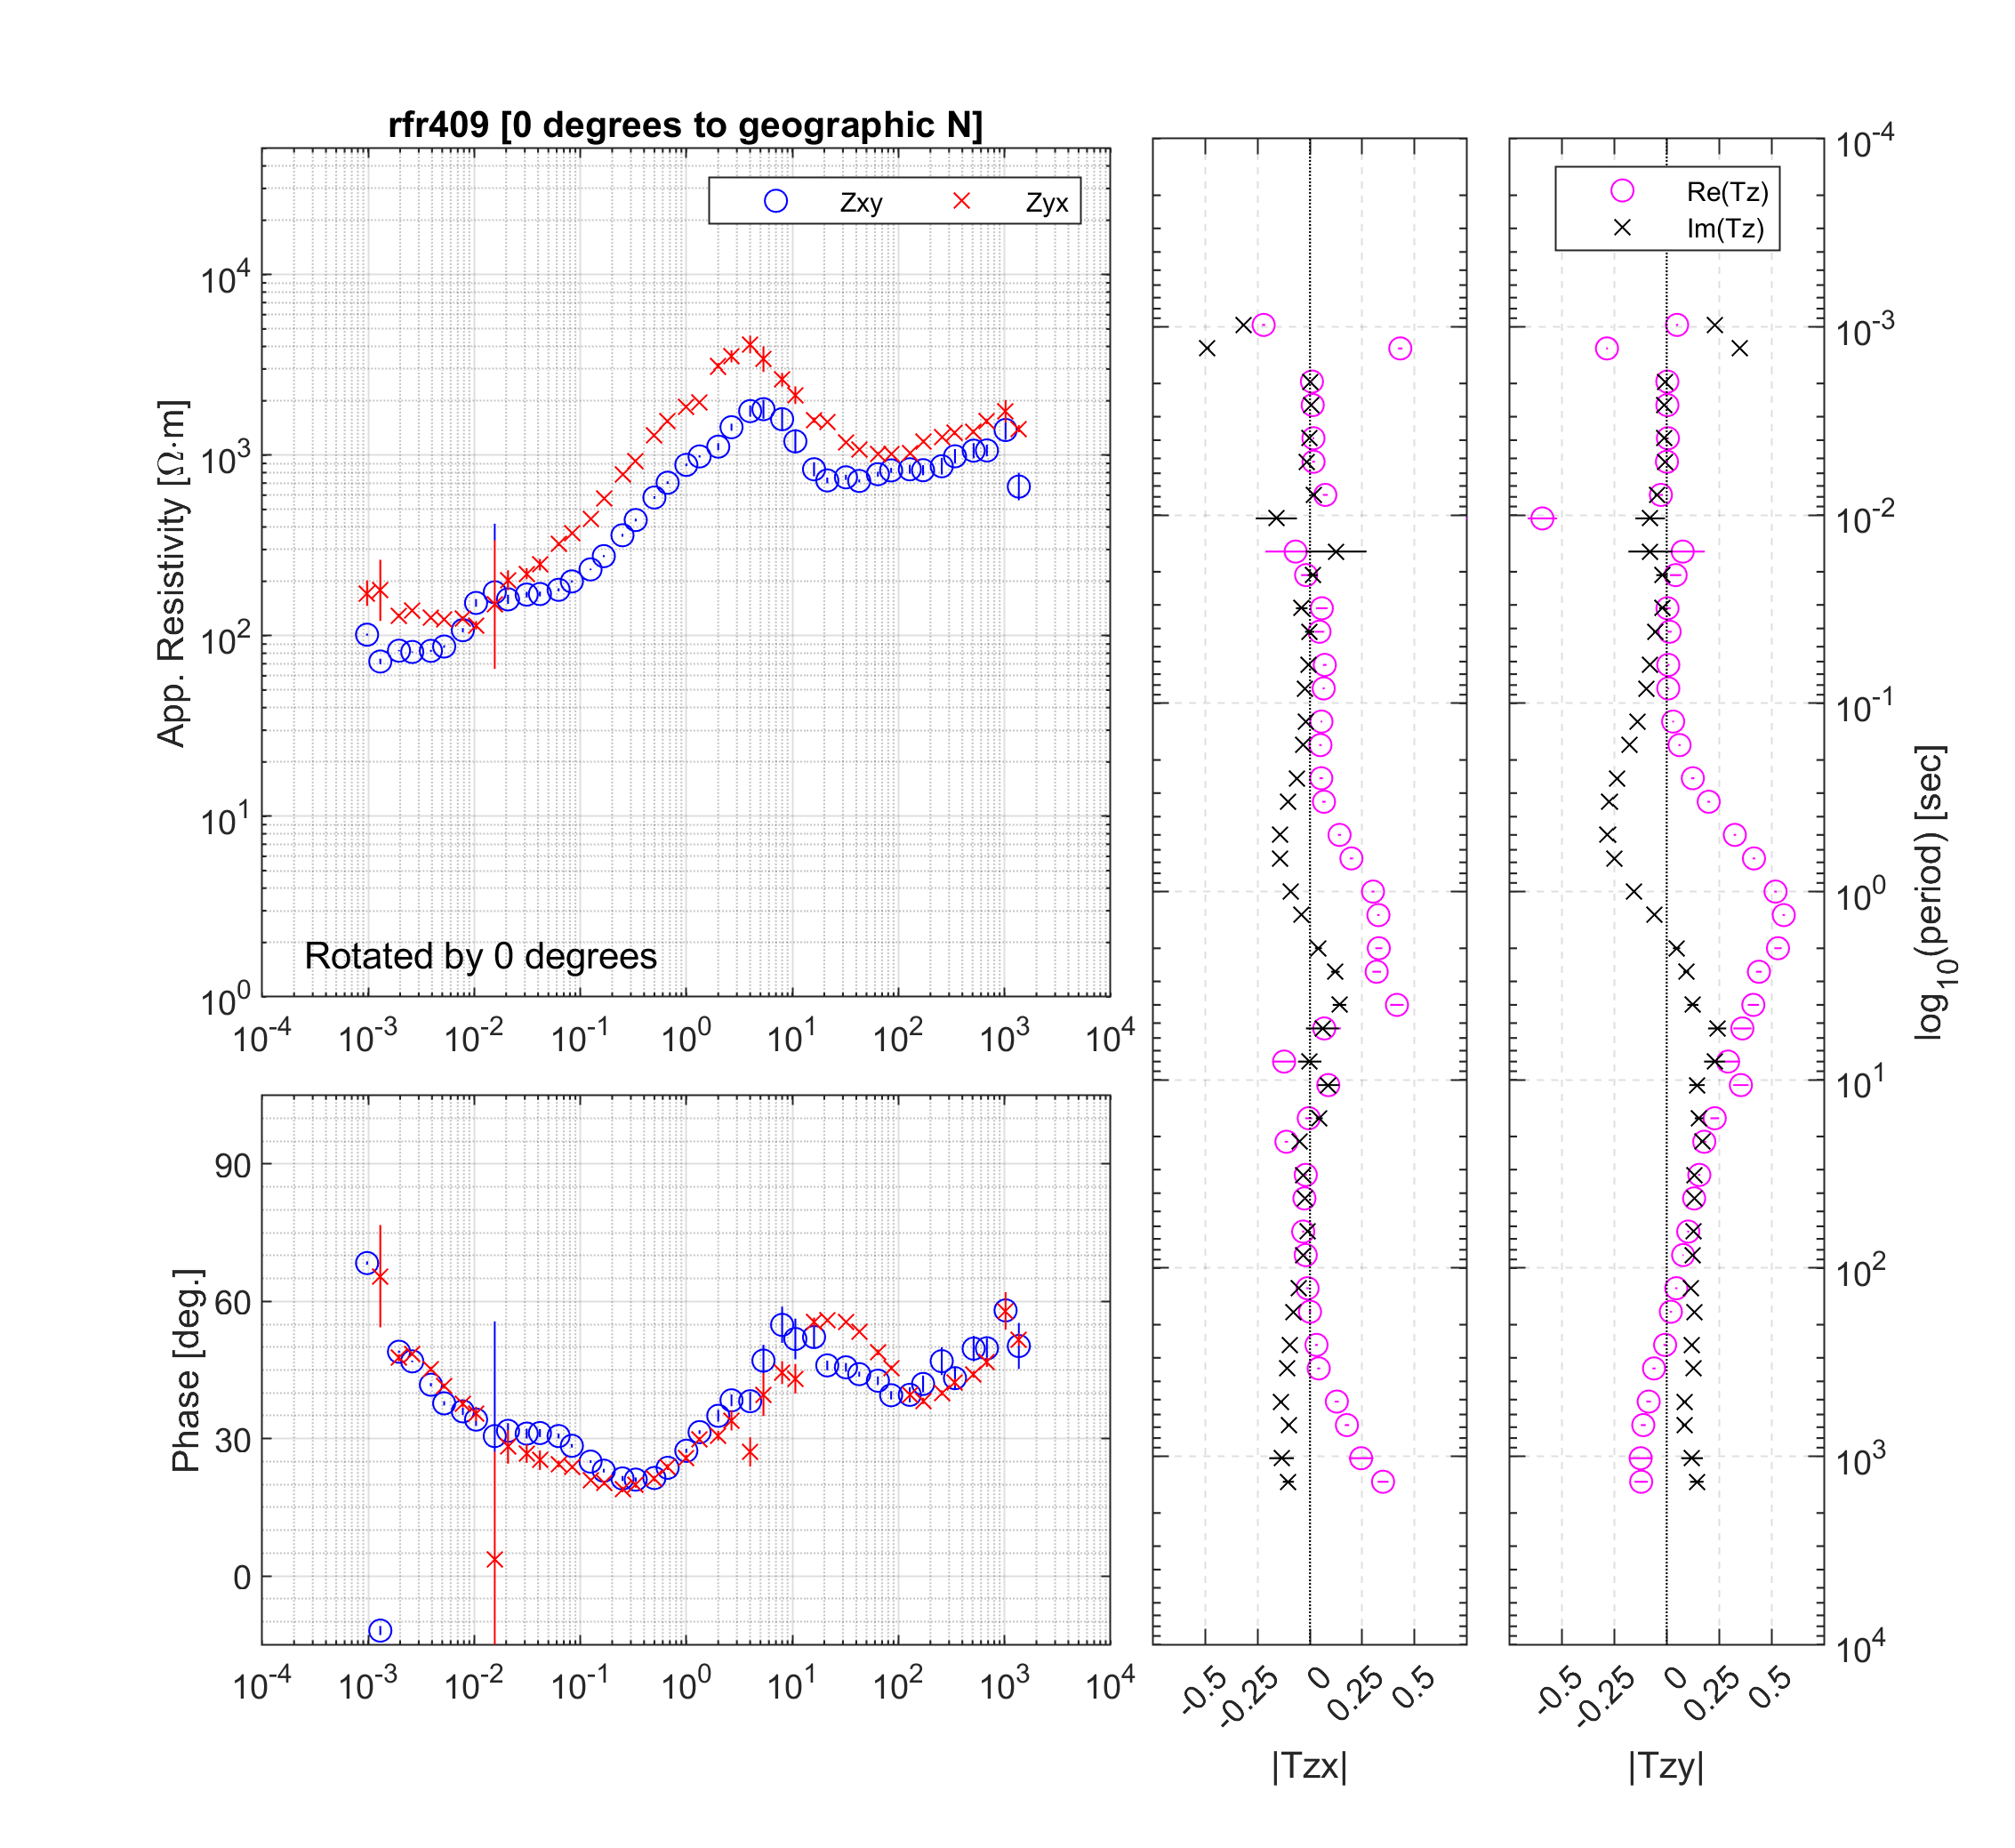 rfr409 [0 degrees to geographic N]
Zxy Zyx
App. Resistivity [Ω·m]
10^4
10^3
10^2
10^1
10^0
Rotated by 0 degrees
10^-4 10^-3 10^-2 10^-1 10^0 10^1 10^2 10^3 10^4
Phase [deg.]
90
60
30
0
10^-4 10^-3 10^-2 10^-1 10^0 10^1 10^2 10^3 10^4
-0.5 -0.25 0 0.25 0.5
|Tzx|
Re(Tz)
Im(Tz)
-0.5 -0.25 0 0.25 0.5
|Tzy|
10^-4
10^-3
10^-2
10^-1
10^0
10^1
10^2
10^3
10^4
log_10(period) [sec]